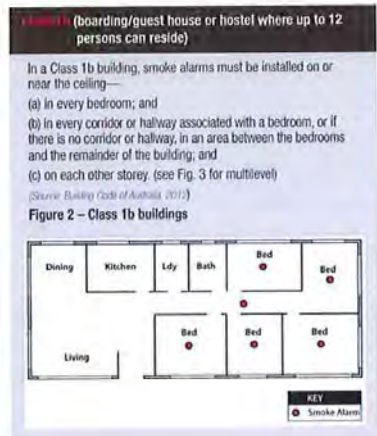 (boarding/guest house or hostel where up to 12
persons can reside)
In a Class 1b building, smoke alarms must be installed on or
near the ceiling—
(a) in every bedroom; and
(b) in every corridor or hallway associated with a bedroom, or if
there is no corridor or hallway, in an area between the bedrooms
and the remainder of the building; and
(c) on each other storey. (see Fig. 3 for multilevel)
(Source: Building Code of Australia, 2012)
Figure 2 – Class 1b buildings
Dining
Kitchen
Ldy
Bath
Bed
Bed
Bed
Bed
Bed
Living
KEY
Smoke Alarm